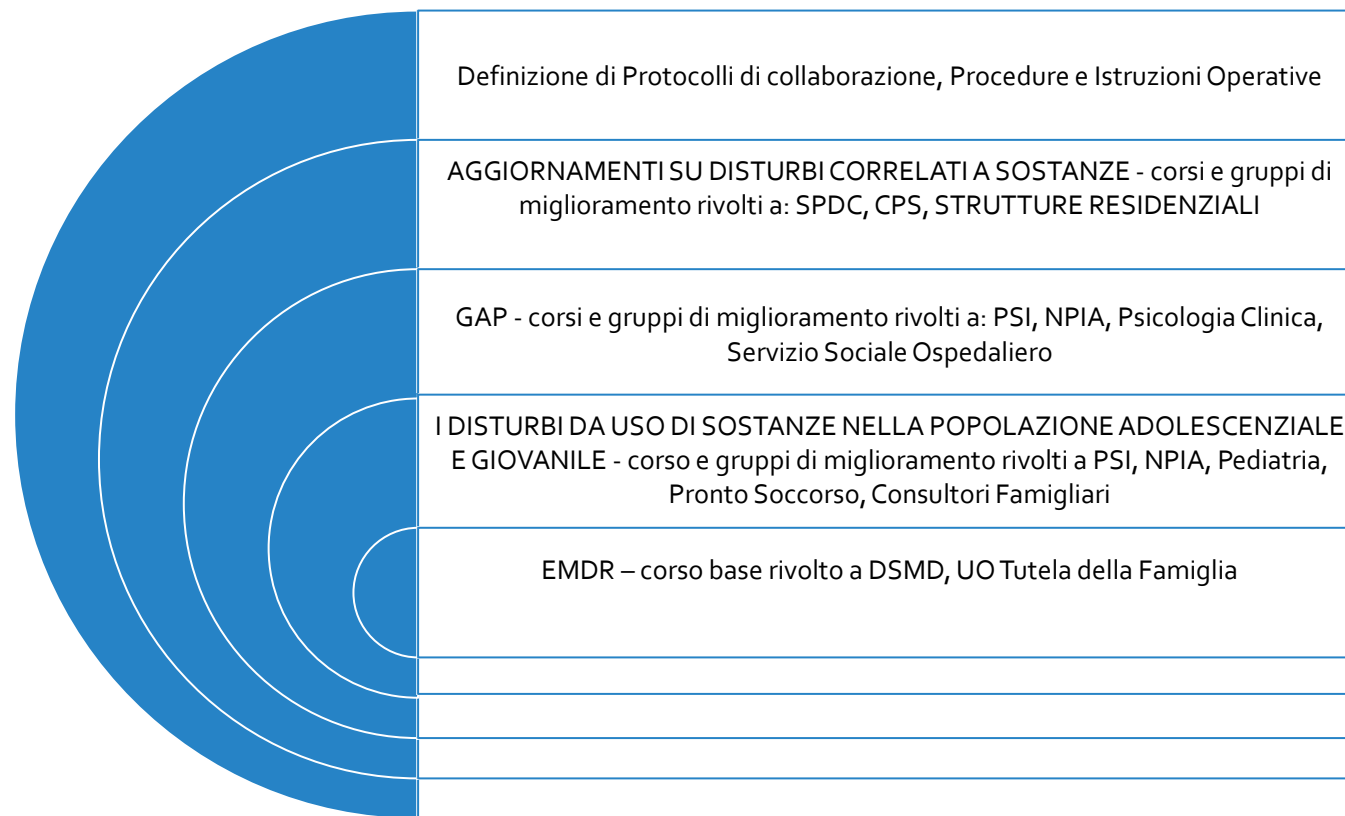 Definizione di Protocolli di collaborazione, Procedure e Istruzioni Operative
AGGIORNAMENTI SU DISTURBI CORRELATI A SOSTANZE - corsi e gruppi di
miglioramento rivolti a: SPDC, CPS, STRUTTURE RESIDENZIALI
GAP - corsi e gruppi di miglioramento rivolti a: PSI, NPIA, Psicologia Clinica,
Servizio Sociale Ospedaliero
I DISTURBI DA USO DI SOSTANZE NELLA POPOLAZIONE ADOLESCENZIALE
E GIOVANILE - corso e gruppi di miglioramento rivolti a PSI, NPIA, Pediatria,
Pronto Soccorso, Consultori Famigliari
EMDR – corso base rivolto a DSMD, UO Tutela della Famiglia